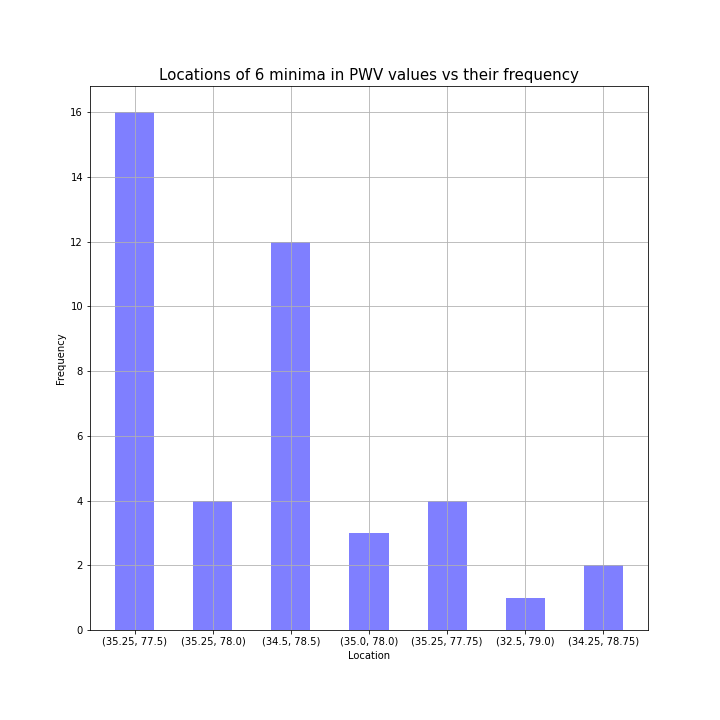 Locations of 6 minima in PWV values vs their frequency
16
14
12
10
8
6
4
2
0
Frequency
(35.25, 77.5) (35.25, 78.0) (34.5, 78.5) (35.0, 78.0) (35.25, 77.75) (32.5, 79.0) (34.25, 78.75)
Location